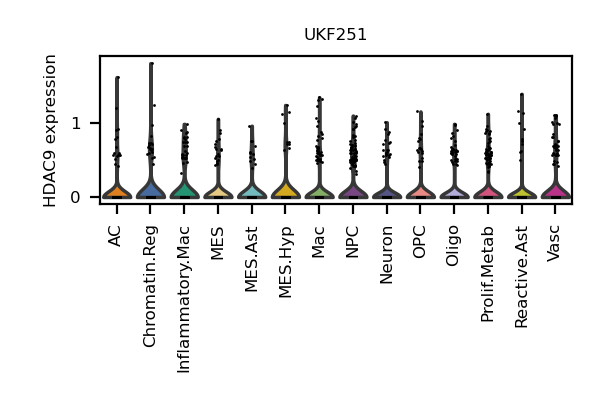 UKF251
HDAC9 expression
1
0
AC
Chromatin.Reg
Inflammatory.Mac
MES
MES.Ast
MES.Hyp
Mac
NPC
Neuron
OPC
Oligo
Prolif.Metab
Reactive.Ast
Vasc